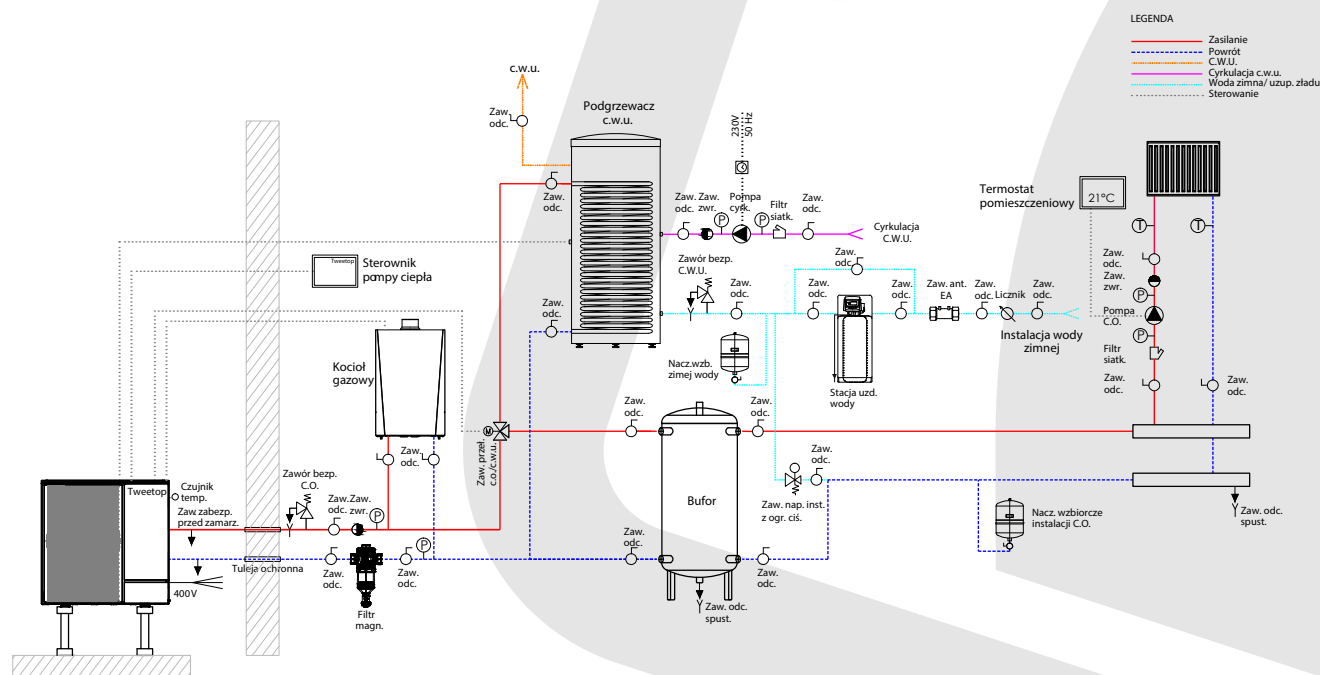 LEGENDA
Zasilanie
Powrót
C.W.U.
Cyrkulacja c.w.u.
Woda zimna/ uzup. zładu
Sterowanie
c.w.u.
Zaw.
odc.
Podgrzewacz
c.w.u.
230V
50 Hz
Zaw.
odc.
Zaw.
odc.
Zaw.
zwr.
P
Pompa
cyrk.
P
Filtr
siatk.
Zaw.
odc.
Cyrkulacja
C.W.U.
Termostat
pomieszczeniowy
21°C
T
T
Tweetop
Sterownik
pompy ciepła
Zawór bezp.
C.W.U.
Zaw.
odc.
Zaw.
odc.
Zaw.
odc.
Zaw.
odc.
Zaw. ant.
EA
Zaw.
odc.
Licznik
Zaw.
odc.
Instalacja wody
zimnej
Zaw.
odc.
Zaw.
zwr.
P
Pompa
C.O.
P
Filtr
siatk.
Zaw.
odc.
Zaw.
odc.
Zaw.
odc.
Nacz.wzb.
zimej wody
Stacja uzd.
wody
Kocioł
gazowy
Zaw.
odc.
M
Zaw. przeł.
c.o./c.w.u.
Zaw.
odc.
Zaw.
odc.
Zaw.
odc.
Bufor
Zaw. nap. inst.
z ogr. ciś.
Nacz. wzbiorcze
instalacji C.O.
Zaw. odc.
spust.
Tweetop
Czujnik
temp.
Zaw zabezp.
przed zamarz.
Zawór bezp.
C.O.
Zaw.
odc.
Zaw.
zwr.
P
P
Tuleja ochronna
400V
Zaw.
odc.
Filtr
magn.
Zaw.
odc.
Zaw.
odc.
Zaw.
odc.
Zaw. odc.
spust.